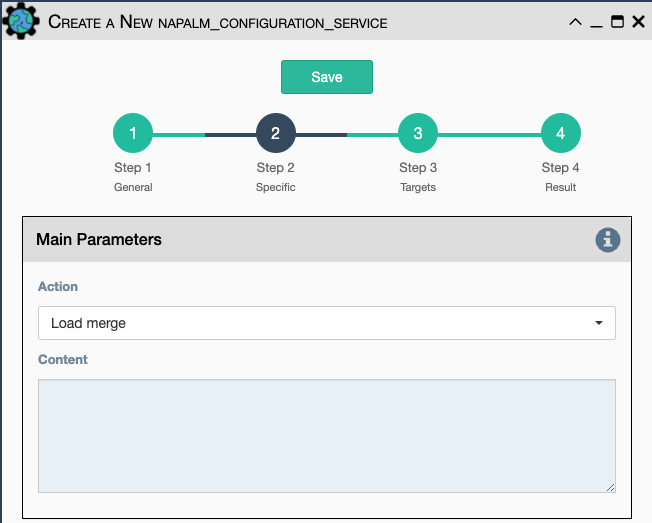 Create a New napalm_configuration_service
Save
1 2 3 4
Step 1 Step 2 Step 3 Step 4
General Specific Targets Result
Main Parameters
Action
Load merge
Content